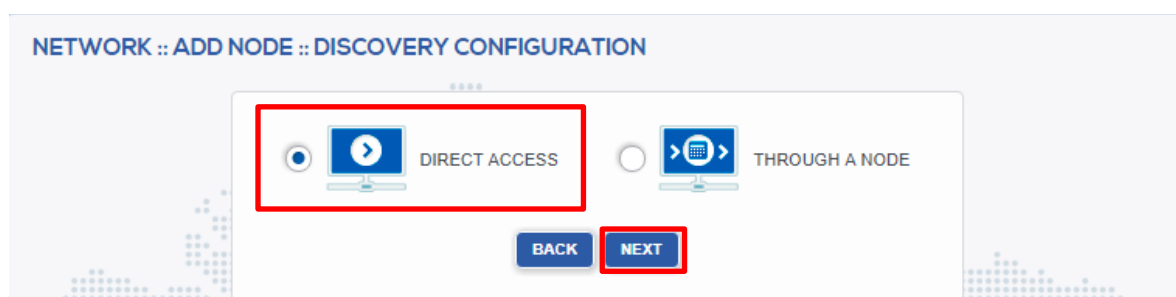 NETWORK :: ADD NODE :: DISCOVERY CONFIGURATION
DIRECT ACCESS
THROUGH A NODE
BACK
NEXT